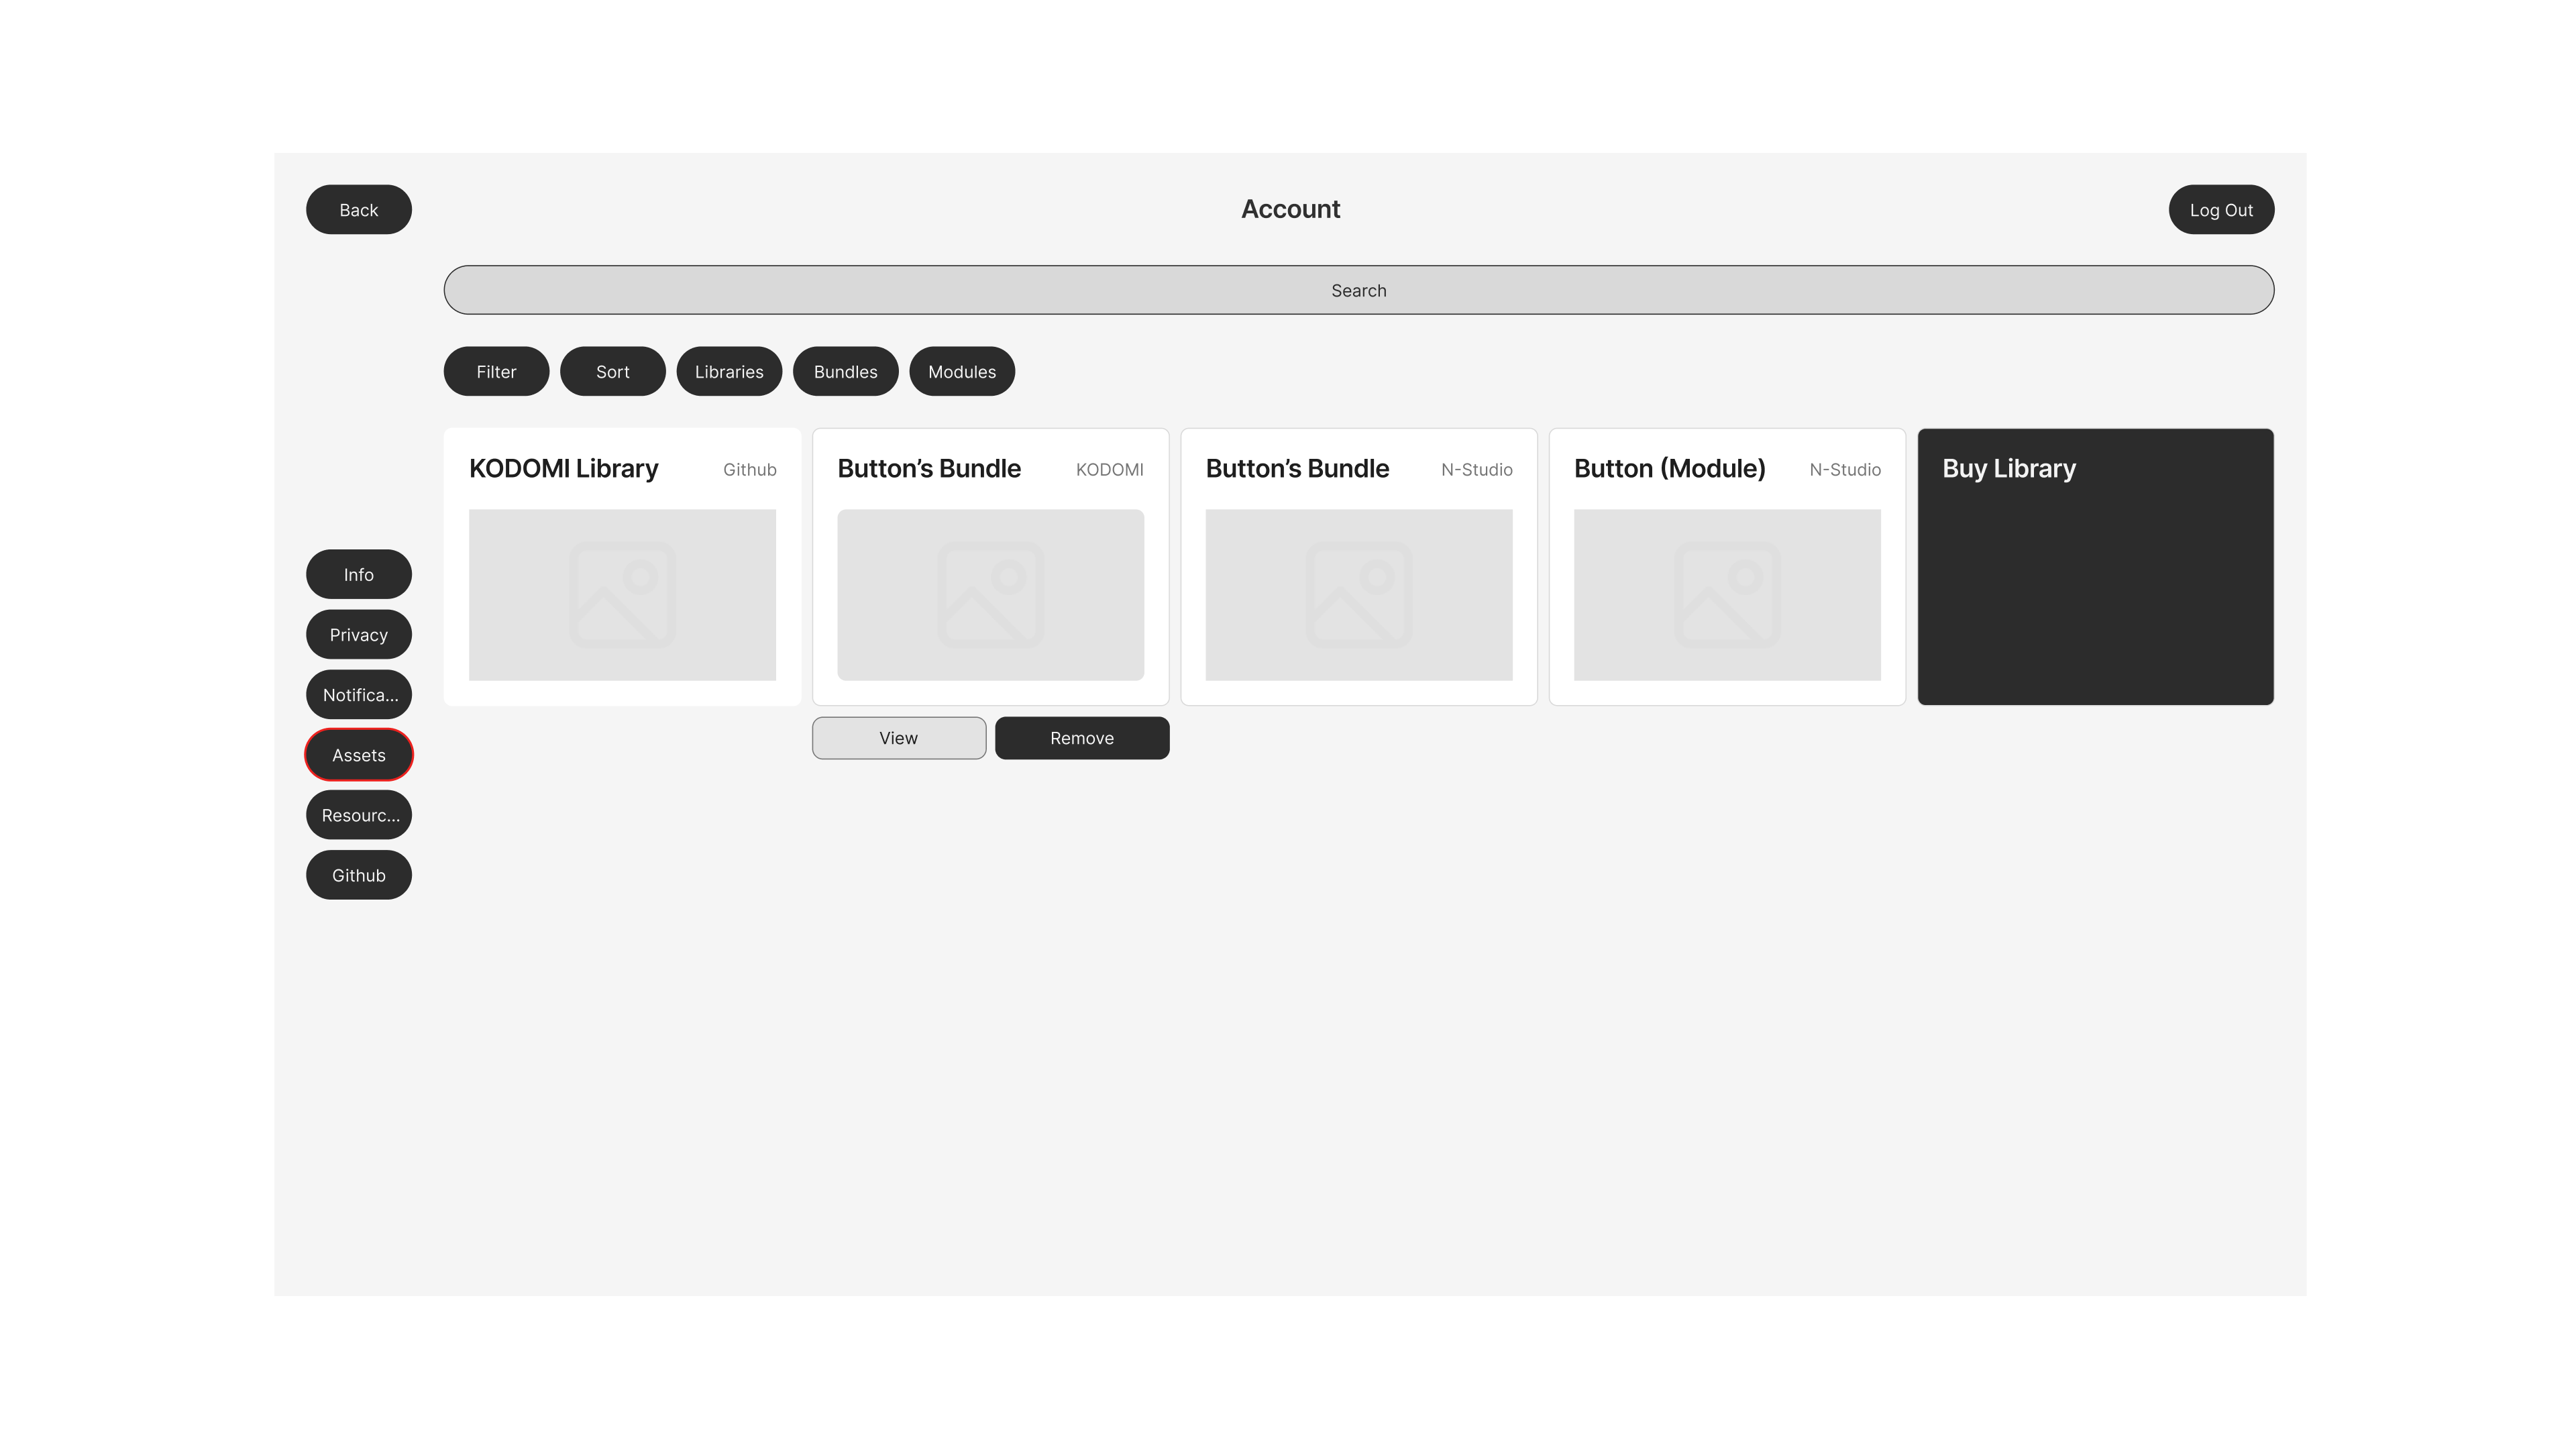 Back
Account
Log Out
Search
Filter
Sort
Libraries
Bundles
Modules
KODOMI Library
Github
Button’s Bundle
KODOMI
Button’s Bundle
N-Studio
Button (Module)
N-Studio
Buy Library
View
Remove
Info
Privacy
Notifica...
Assets
Resourc...
Github